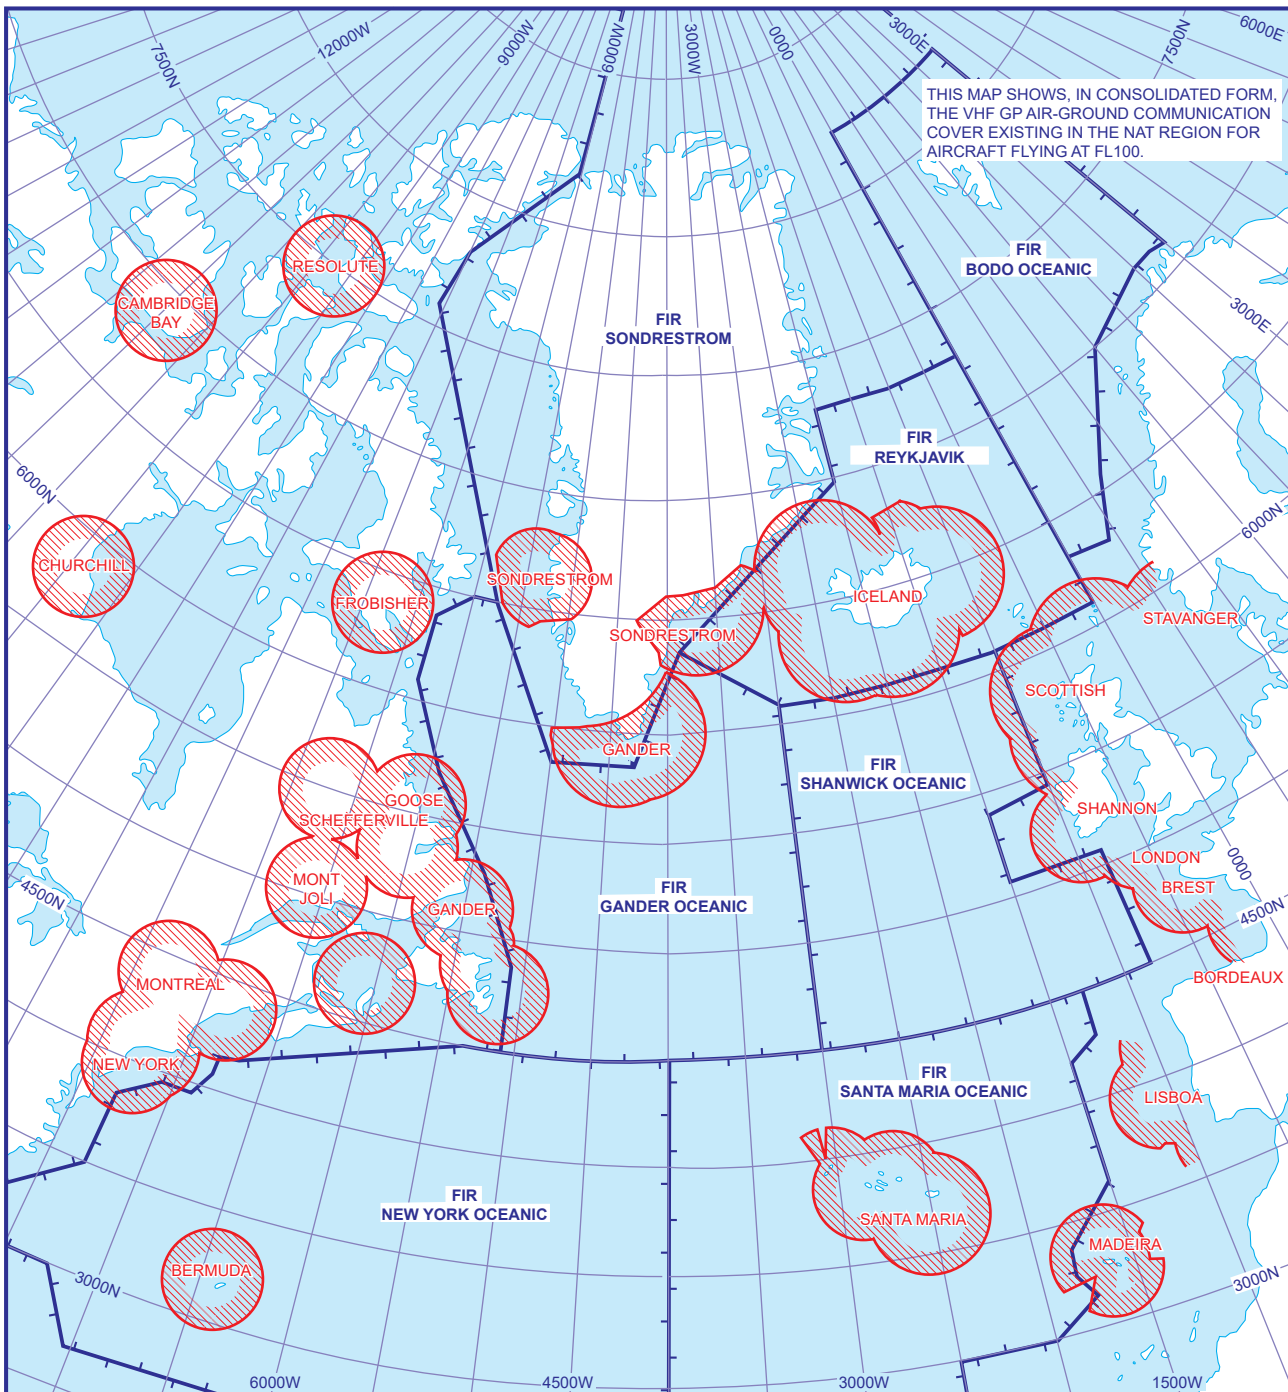 7500N
12000W
9000W
6000W
3000W
0000
3000E
7500N
6000E
THIS MAP SHOWS, IN CONSOLIDATED FORM,
THE VHF GP AIR-GROUND COMMUNICATION
COVER EXISTING IN THE NAT REGION FOR
AIRCRAFT FLYING AT FL100.
RESOLUTE
CAMBRIDGE
BAY
FIR
BODO OCEANIC
3000E
FIR
SONDRESTROM
FIR
REYKJAVIK
6000N
6000N
CHURCHILL
FROBISHER
SONDRESTROM
ICELAND
STAVANGER
SONDRESTROM
SCOTTISH
GANDER
FIR
SHANWICK OCEANIC
GOOSE
SCHEFFERVILLE
SHANNON
LONDON
0000
BREST
MONT
JOLI
4500N
FIR
GANDER OCEANIC
GANDER
4500N
BORDEAUX
MONTREAL
NEW YORK
FIR
SANTA MARIA OCEANIC
LISBOA
FIR
NEW YORK OCEANIC
SANTA MARIA
MADEIRA
BERMUDA
3000N
3000N
6000W
4500W
3000W
1500W